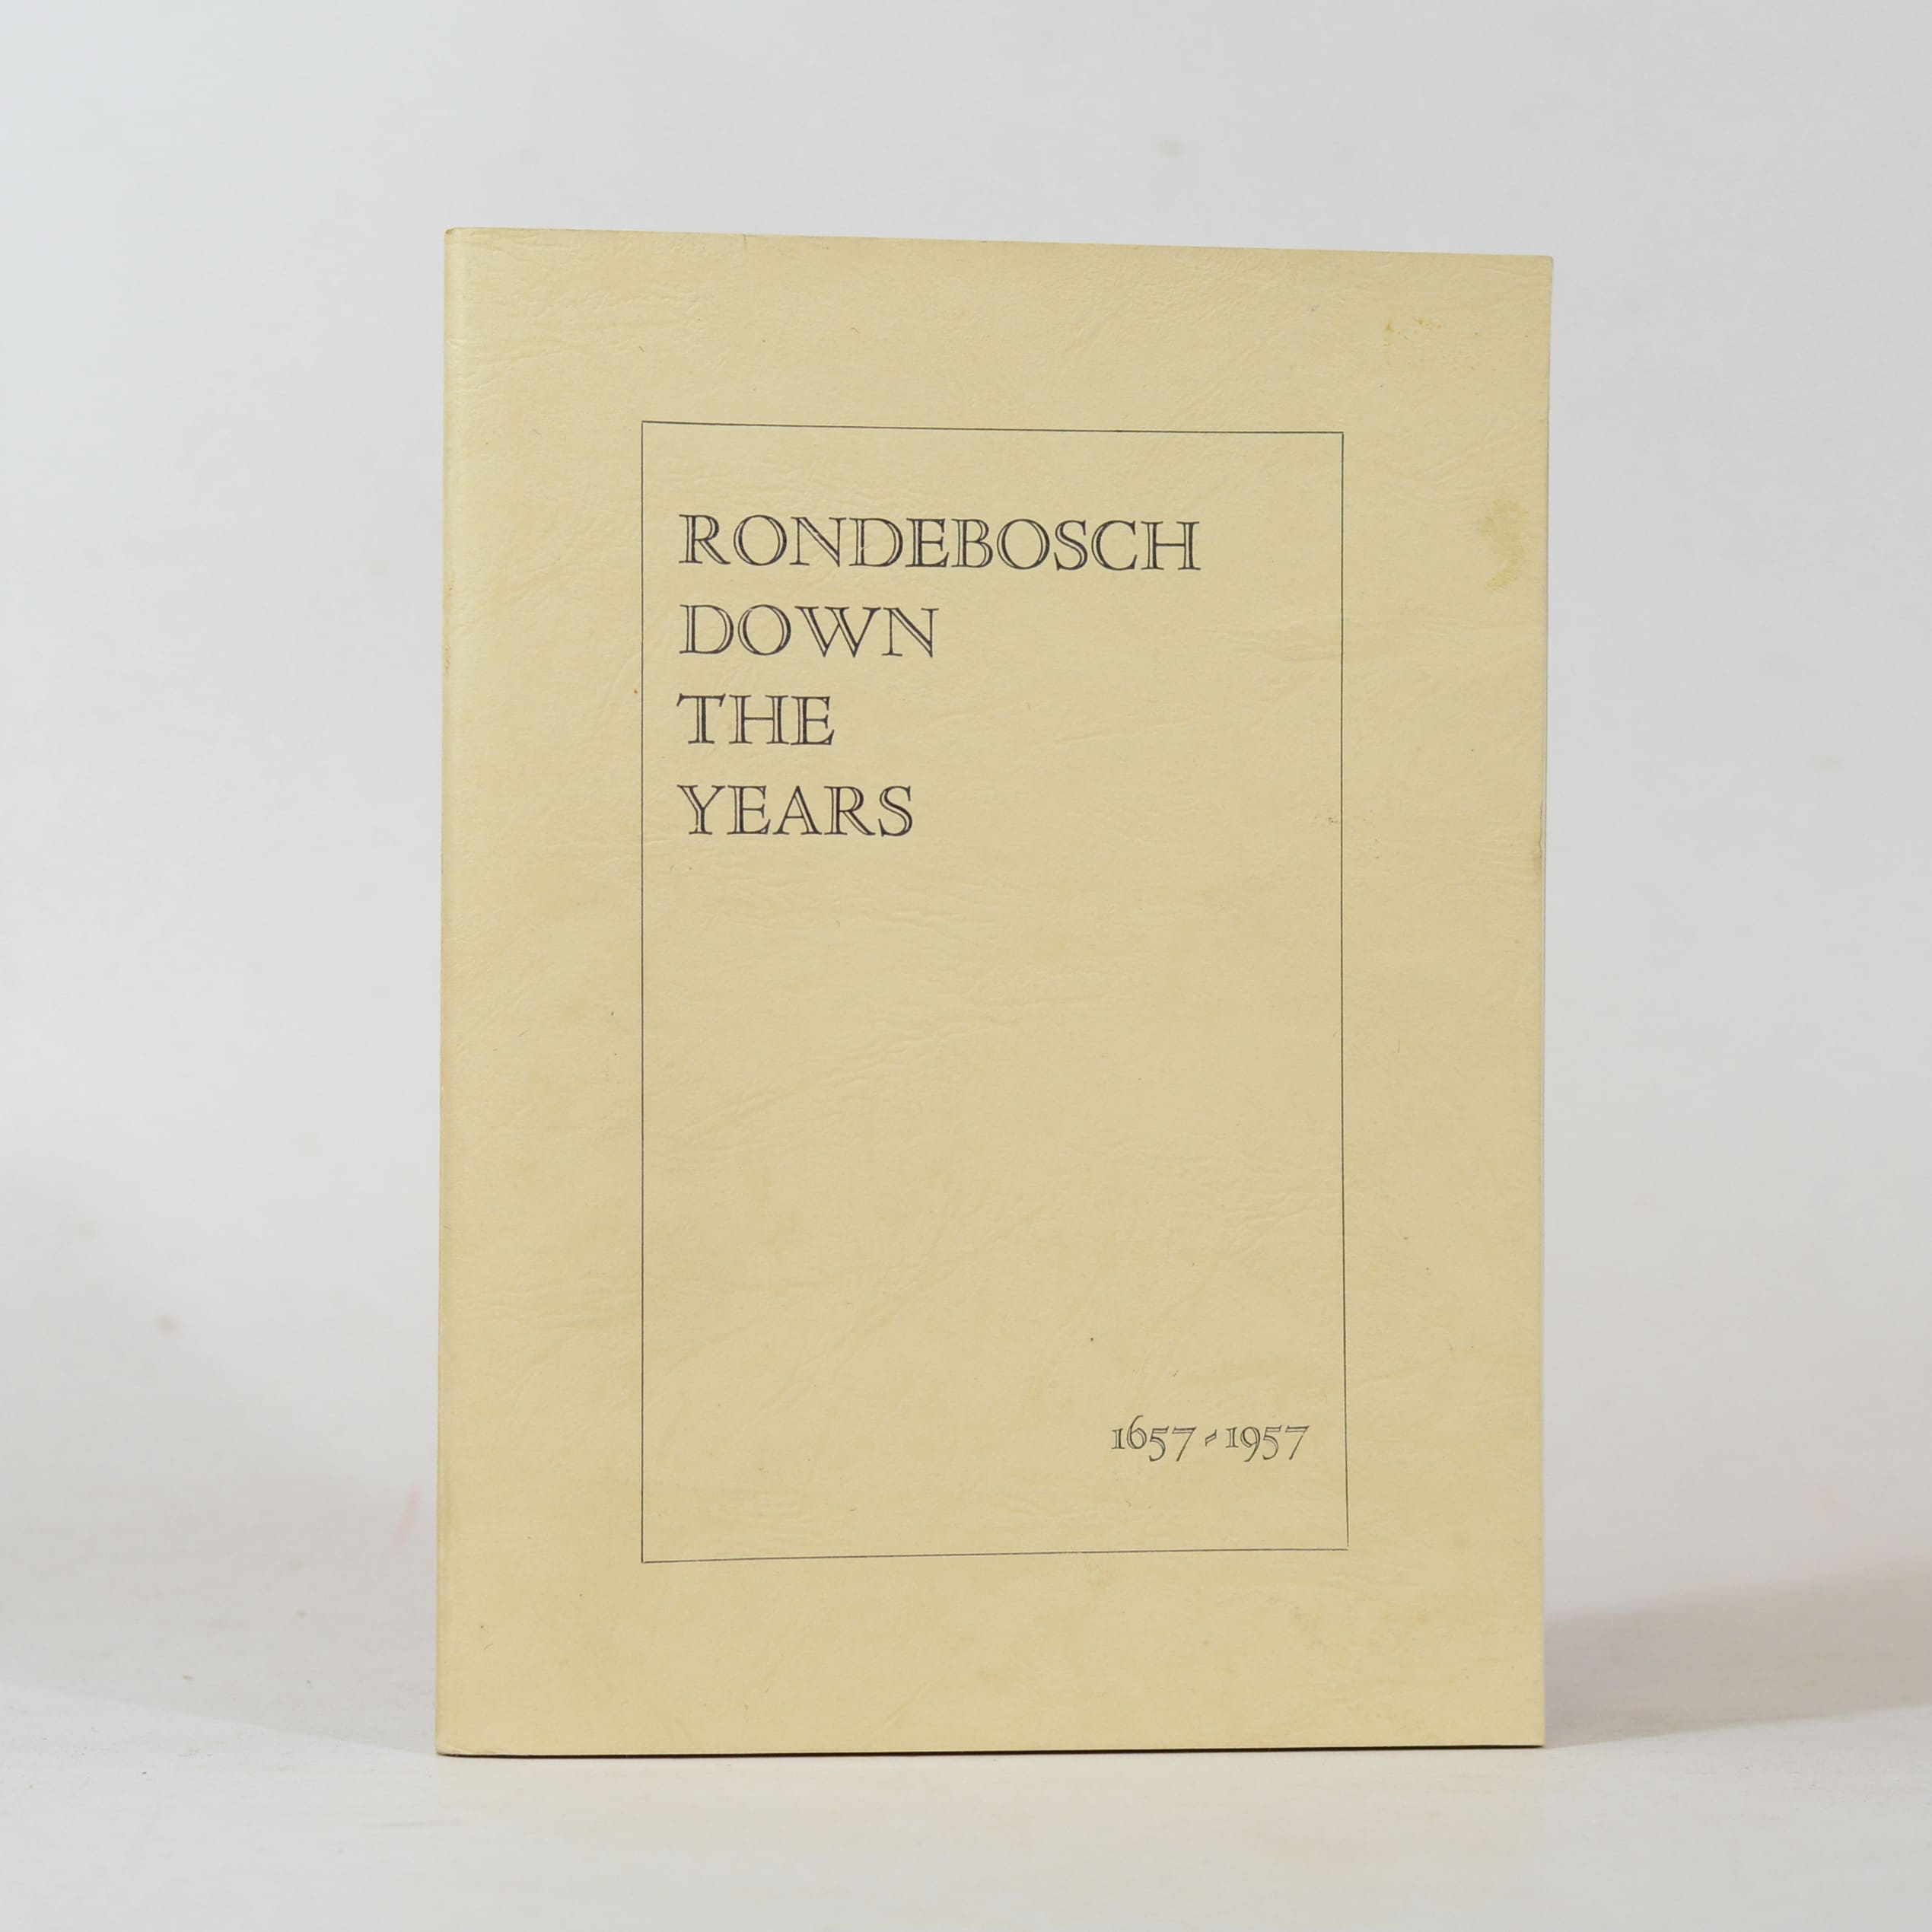 RONDEBOSCH
DOWN
THE
YEARS
1657-1957